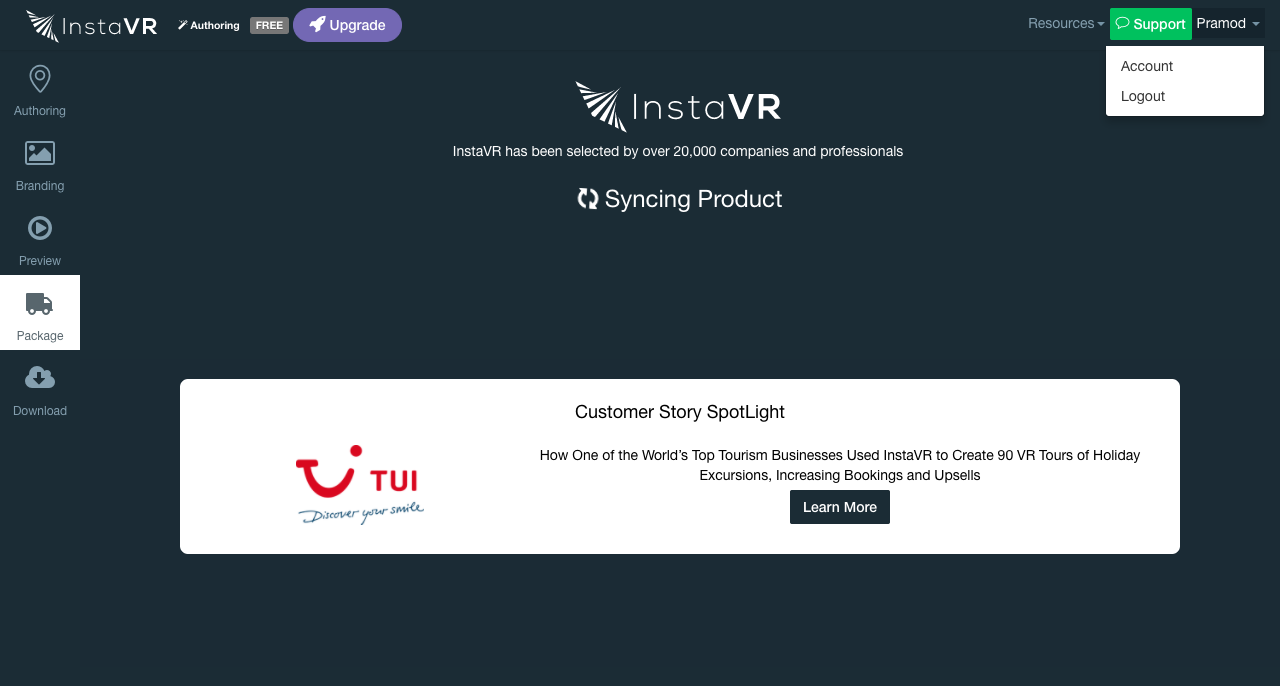 InstaVR
Authoring
FREE
Upgrade
Resources
Support
Pramod
Account
Logout
Authoring
Branding
Preview
Package
Download
InstaVR
InstaVR has been selected by over 20,000 companies and professionals
Syncing Product
Customer Story SpotLight
TUI
Discover your smile
How One of the World’s Top Tourism Businesses Used InstaVR to Create 90 VR Tours of Holiday
Excursions, Increasing Bookings and Upsells
Learn More